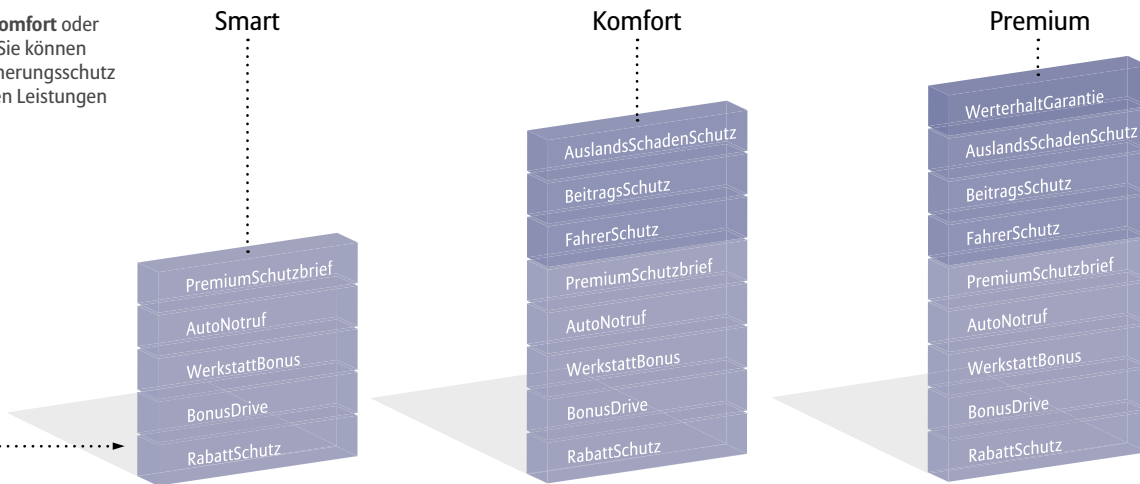 omfort oder
Sie können
herungsschutz
en Leistungen
Smart
PremiumSchutzbrief
AutoNotruf
WerkstattBonus
BonusDrive
RabattSchutz
Komfort
AuslandsSchadenSchutz
BeitragsSchutz
FahrerSchutz
PremiumSchutzbrief
AutoNotruf
WerkstattBonus
BonusDrive
RabattSchutz
Premium
WerterhaltGarantie
AuslandsSchadenSchutz
BeitragsSchutz
FahrerSchutz
PremiumSchutzbrief
AutoNotruf
WerkstattBonus
BonusDrive
RabattSchutz